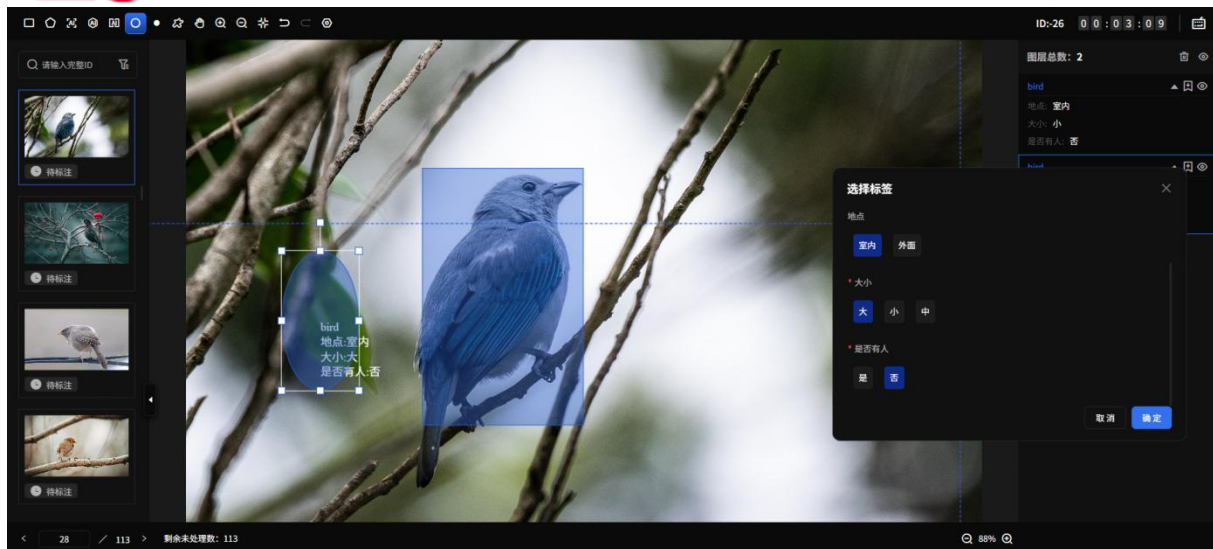 ID:-26 00:03:09
请输入完整ID
待标注
待标注
待标注
待标注
bird
地点:室内
大小:大
是否有人:否
图层总数: 2
bird
地点: 室内
大小: 小
是否有人: 否
bird
选择标签
地点
室内 外面
* 大小
大 小 中
* 是否有人
是 否
取消 确定
28 / 113 剩余未处理数: 113
88%